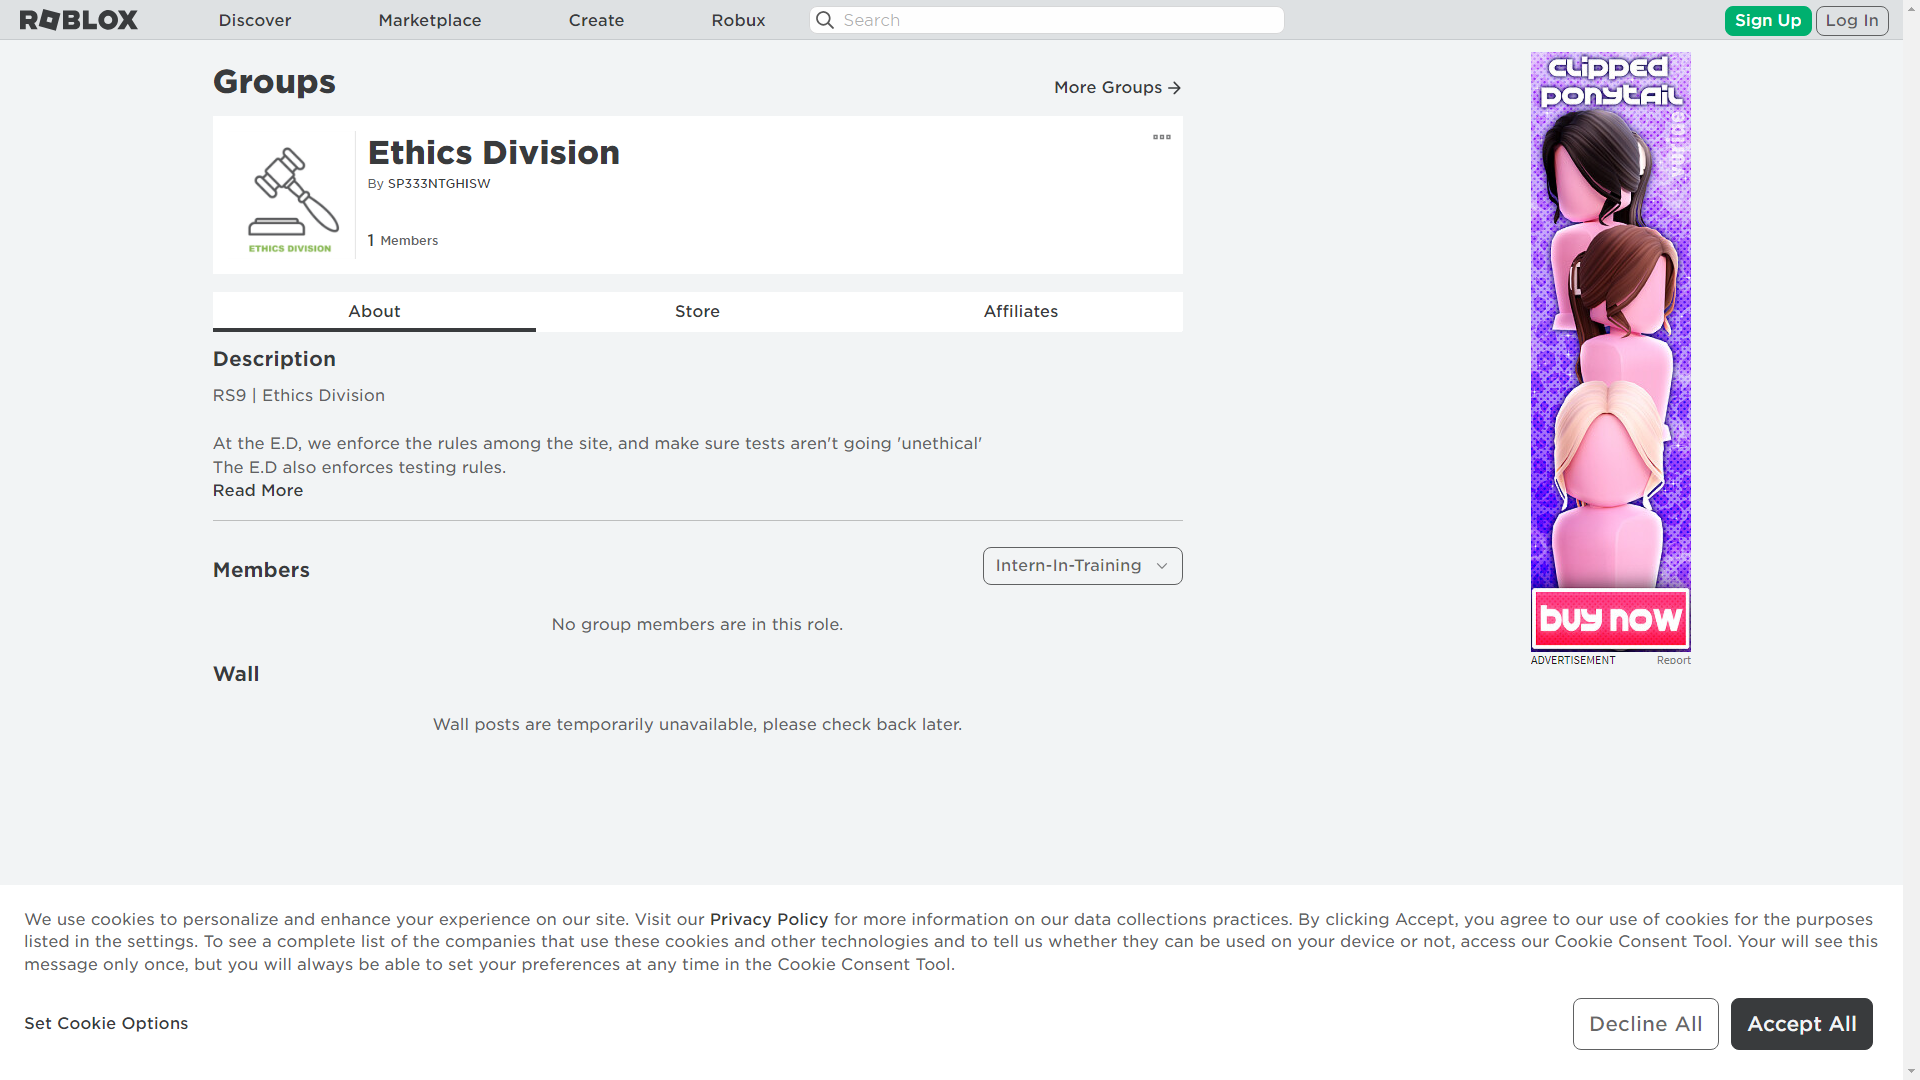 ROBLOX
Discover
Marketplace
Create
Robux
Search
Sign Up
Log In
Groups
More Groups
Ethics Division
By SP333NTGHISW
1 Members
ETHICS DIVISION
About
Store
Affiliates
Description
RS9 | Ethics Division
At the E.D, we enforce the rules among the site, and make sure tests aren't going 'unethical'
The E.D also enforces testing rules.
Read More
Members
Intern-In-Training
No group members are in this role.
Wall
Wall posts are temporarily unavailable, please check back later.
clipped
ponytail
buy now
ADVERTISEMENT
Report
We use cookies to personalize and enhance your experience on our site. Visit our Privacy Policy for more information on our data collections practices. By clicking Accept, you agree to our use of cookies for the purposes
listed in the settings. To see a complete list of the companies that use these cookies and other technologies and to tell us whether they can be used on your device or not, access our Cookie Consent Tool. Your will see this
message only once, but you will always be able to set your preferences at any time in the Cookie Consent Tool.
Set Cookie Options
Decline All
Accept All